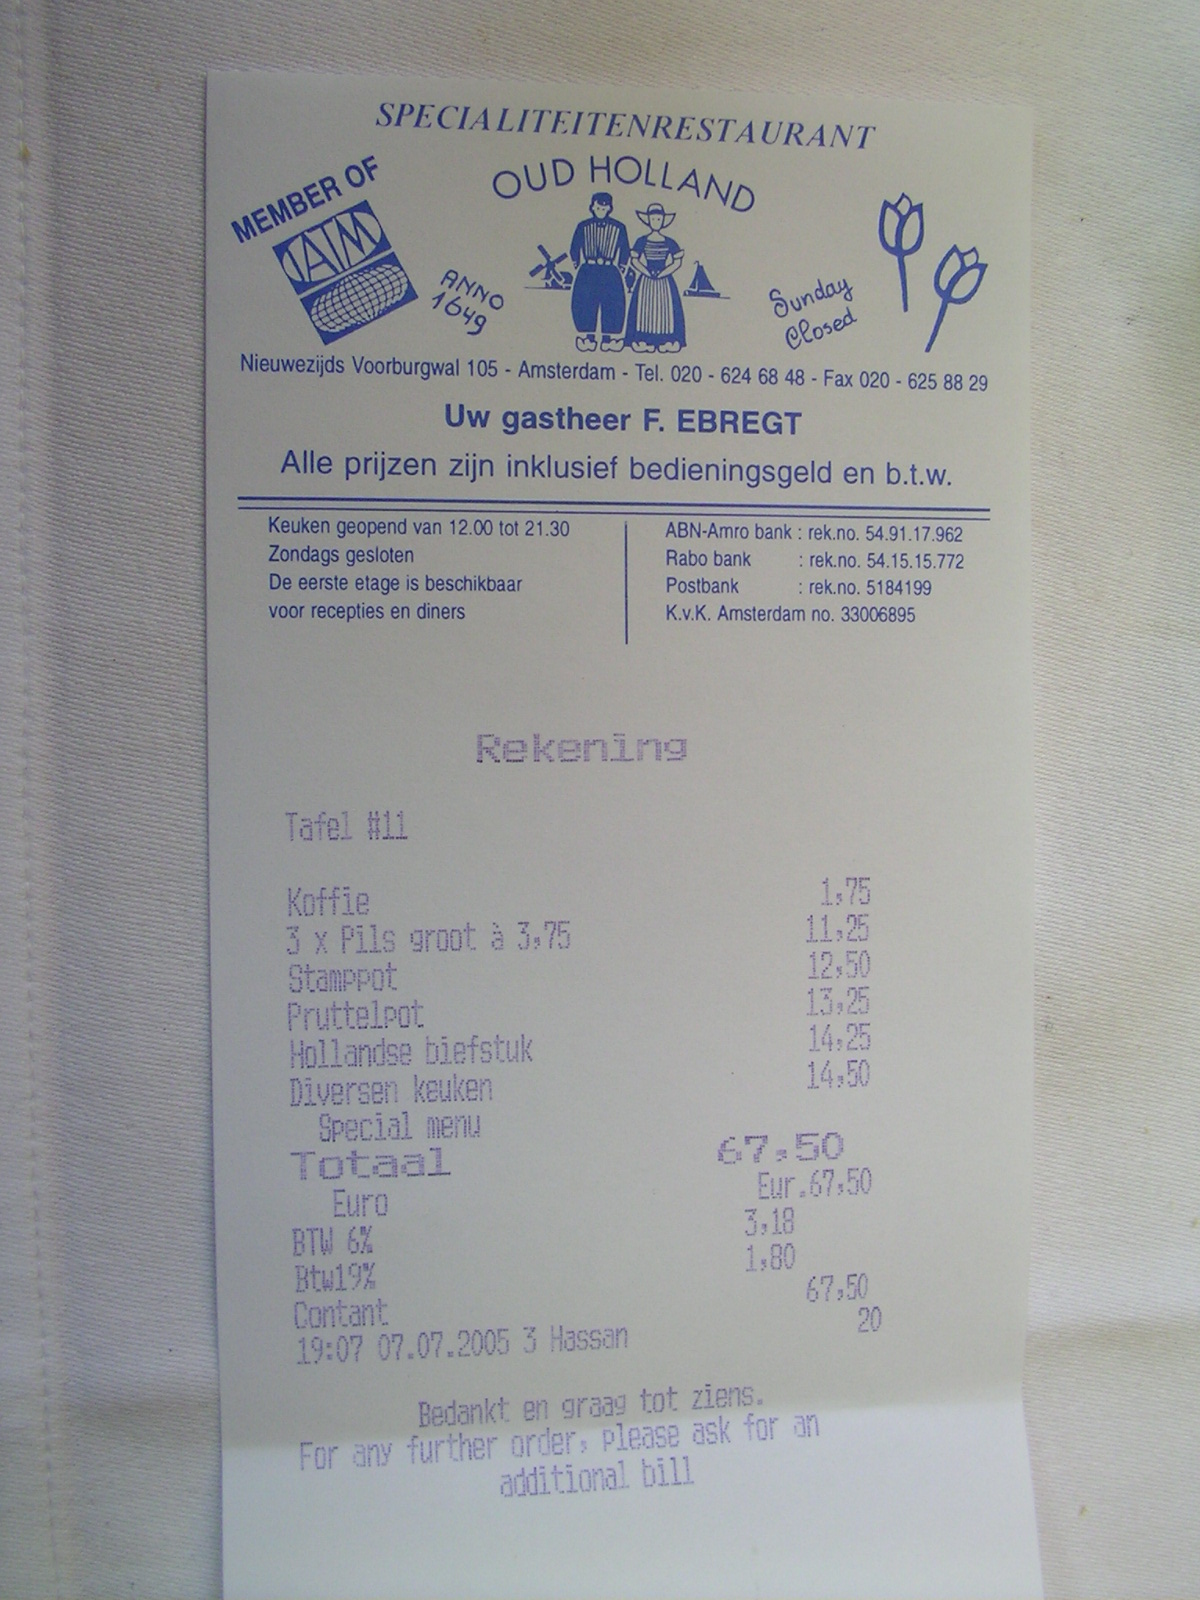 SPECIALITEITENRESTAURANT
OUD HOLLAND
MEMBER OF
ANNO
1649
Sunday
Closed
Nieuwezijds Voorburgwal 105 - Amsterdam - Tel. 020 - 624 68 48 - Fax 020 - 625 88 29
Uw gastheer F. EBREGT
Alle prijzen zijn inklusief bedieningsgeld en b.t.w.
Keuken geopend van 12.00 tot 21.30
Zondags gesloten
De eerste etage is beschikbaar
voor recepties en diners
ABN-Amro bank : rek.no. 54.91.17.962
Rabo bank : rek.no. 54.15.15.772
Postbank : rek.no. 5184199
K.v.K. Amsterdam no. 33006895
Rekening
Tafel #11
Koffie 1,75
3 x Pils groot à 3,75 11,25
Stamppot 12,50
Pruttelpot 13,25
Hollandse biefstuk 14,25
Diversen keuken 14,50
Special menu
Totaal 67,50
Euro Eur.67,50
BTW 6% 3,18
Btw19% 1,80
Contant 67,50
19:07 07.07.2005 3 Hassan 20
Bedankt en graag tot ziens.
For any further order, please ask for an
additional bill